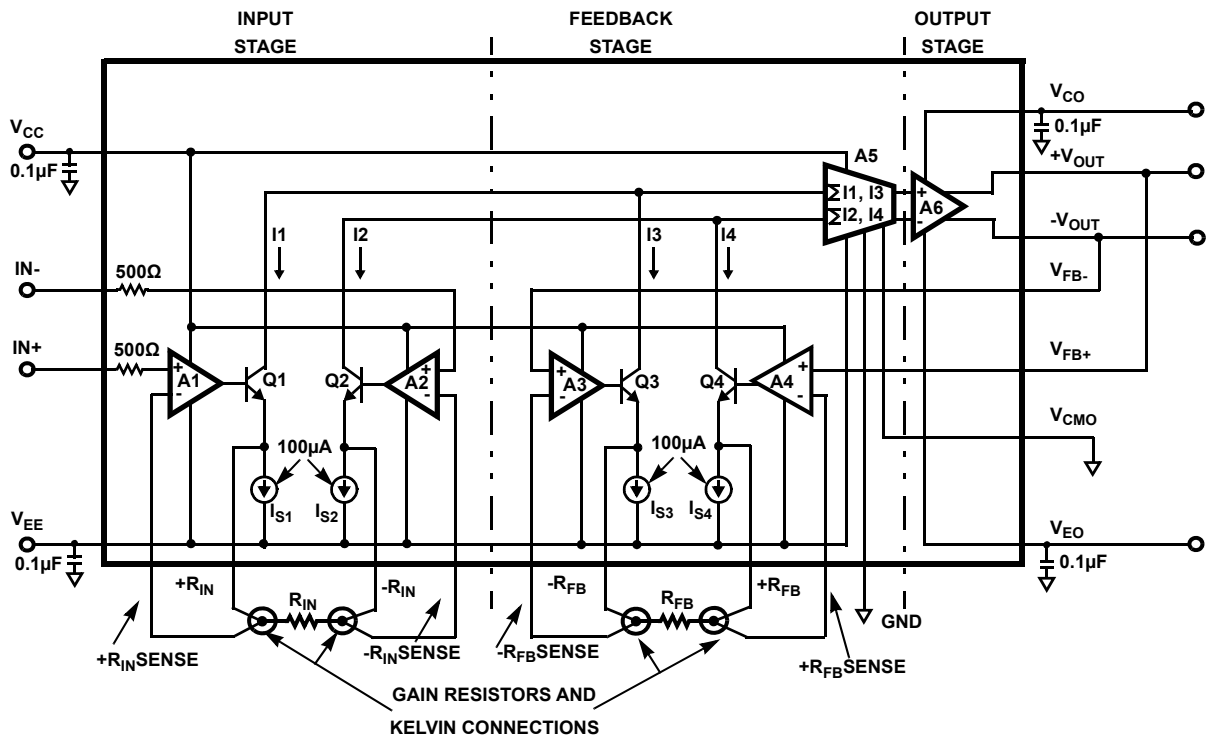 INPUT
STAGE
FEEDBACK
STAGE
OUTPUT
STAGE
VCC
0.1µF
VCO
0.1µF
+VOUT
-VOUT
A5
ΣI1, I3
ΣI2, I4
+
-
A6
I1
I2
I3
I4
IN-
500Ω
VFB-
IN+
500Ω
VFB+
+
A1
-
Q1
Q2
+
A2
-
+
A3
-
Q3
Q4
+
A4
-
VCMO
100µA
100µA
IS1
IS2
IS3
IS4
VEE
0.1µF
VEO
0.1µF
+RIN
RIN
-RIN
-RFB
RFB
+RFB
GND
+RINSENSE
-RINSENSE
-RFBSENSE
+RFBSENSE
GAIN RESISTORS AND
KELVIN CONNECTIONS